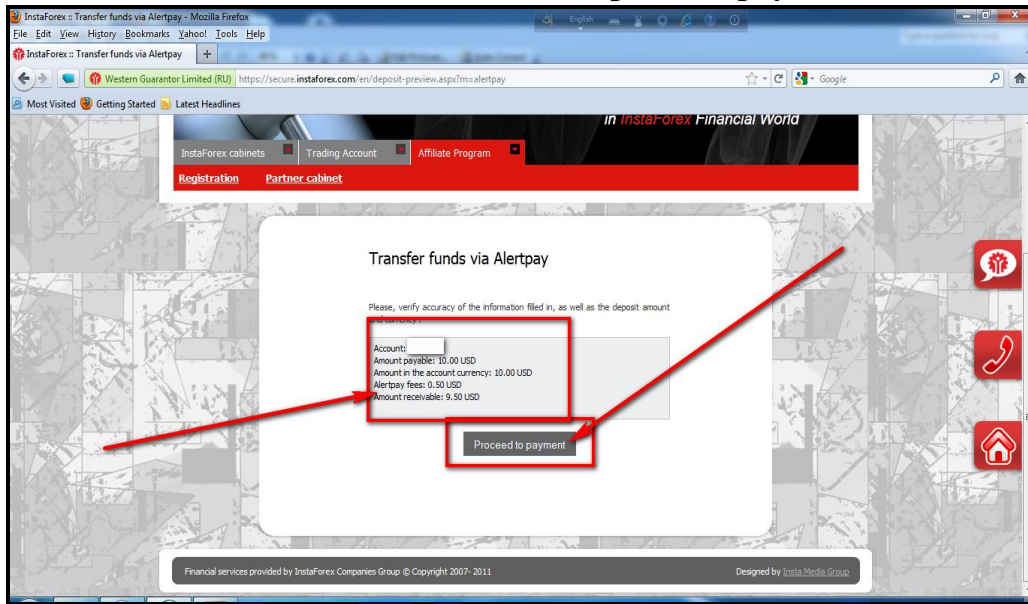 InstaForex :: Transfer funds via Alertpay - Mozilla Firefox
English
File Edit View History Bookmarks Yahoo! Tools Help
InstaForex :: Transfer funds via Alertpay
Western Guarantor Limited (RU) https://secure.instaforex.com/en/deposit-preview.aspx?m=alertpay
Google
Most Visited Getting Started Latest Headlines
in InstaForex Financial World
InstaForex cabinets Trading Account Affiliate Program
Registration Partner cabinet
Transfer funds via Alertpay
Please, verify accuracy of the information filled in, as well as the deposit amount
and currency .
Account:
Amount payable: 10.00 USD
Amount in the account currency: 10.00 USD
Alertpay fees: 0.50 USD
Amount receivable: 9.50 USD
Proceed to payment
Financial services provided by InstaForex Companies Group © Copyright 2007- 2011
Designed by Insta Media Group